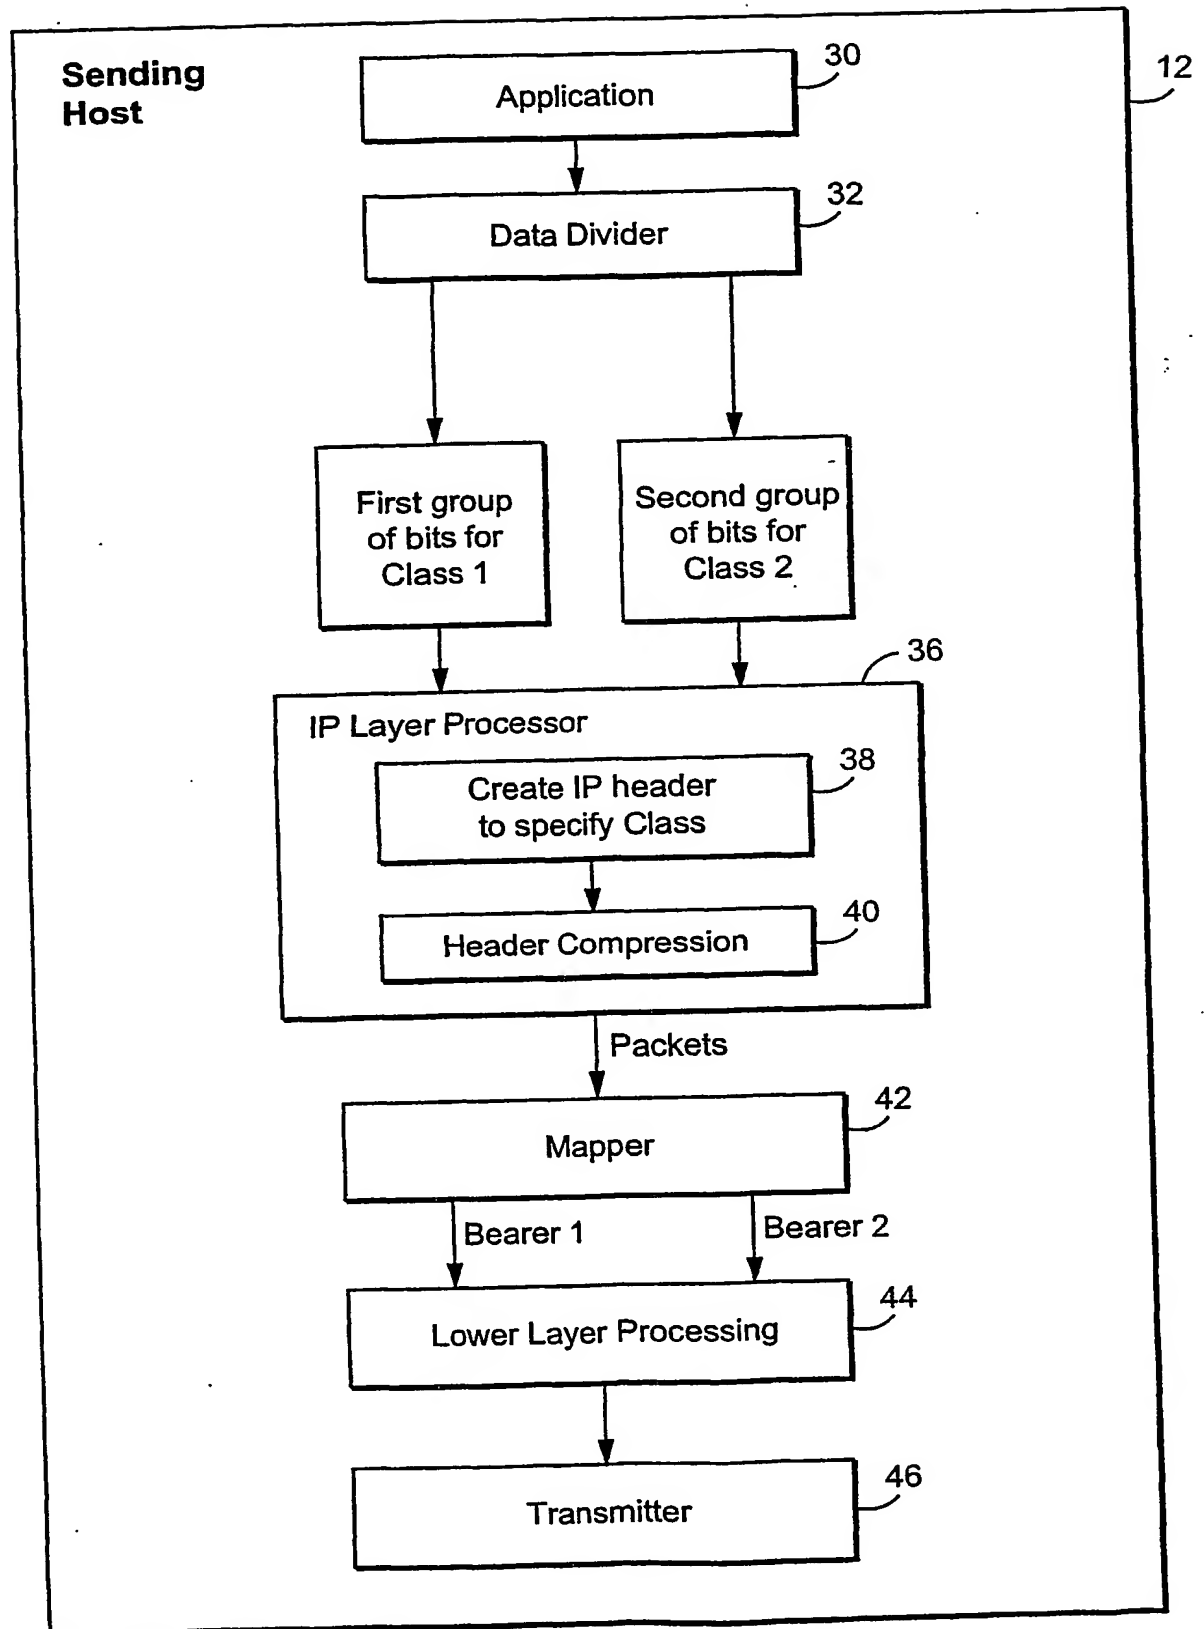 Sending
Host
12
Application
30
Data Divider
32
First group
of bits for
Class 1
Second group
of bits for
Class 2
36
IP Layer Processor
Create IP header
to specify Class
38
Header Compression
40
Packets
Mapper
42
Bearer 1
Bearer 2
Lower Layer Processing
44
Transmitter
46